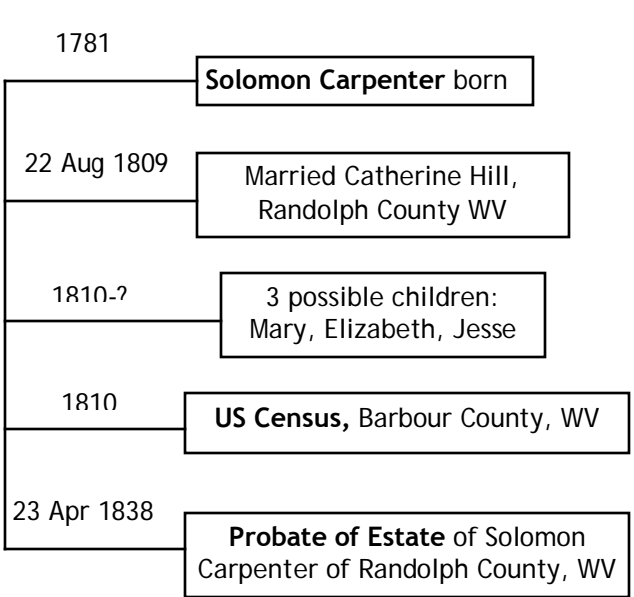 1781
Solomon Carpenter born
22 Aug 1809
Married Catherine Hill,
Randolph County WV
1810-?
3 possible children:
Mary, Elizabeth, Jesse
1810
US Census, Barbour County, WV
23 Apr 1838
Probate of Estate of Solomon
Carpenter of Randolph County, WV